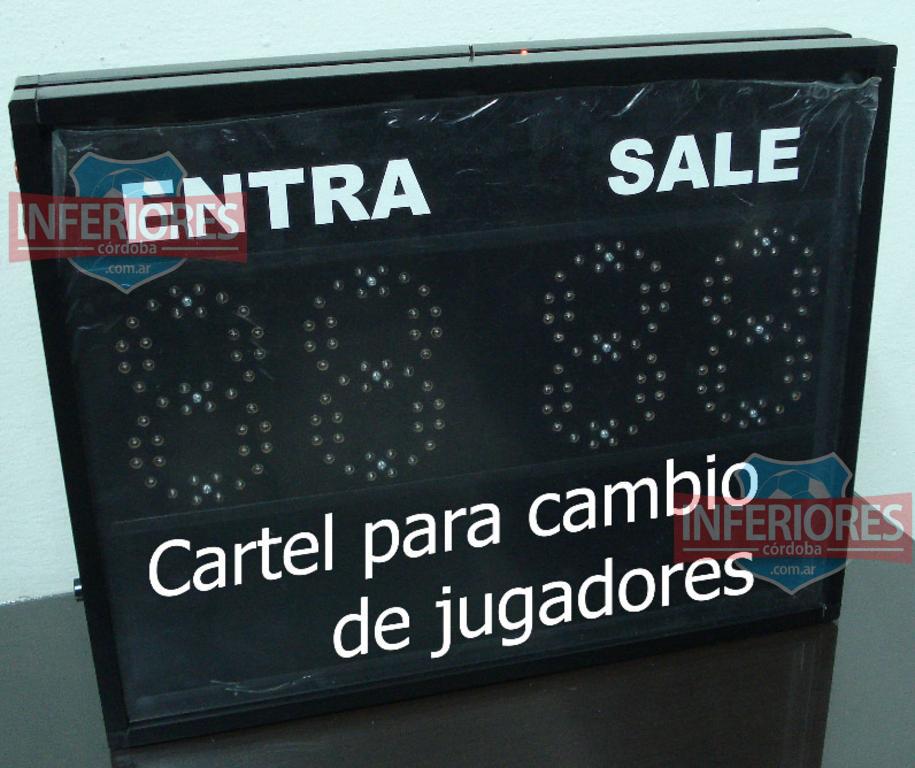 ENTRA SALE
INFERIORES
córdoba
.com.ar
Cartel para cambio
de jugadores
INFERIORES
córdoba
.com.ar